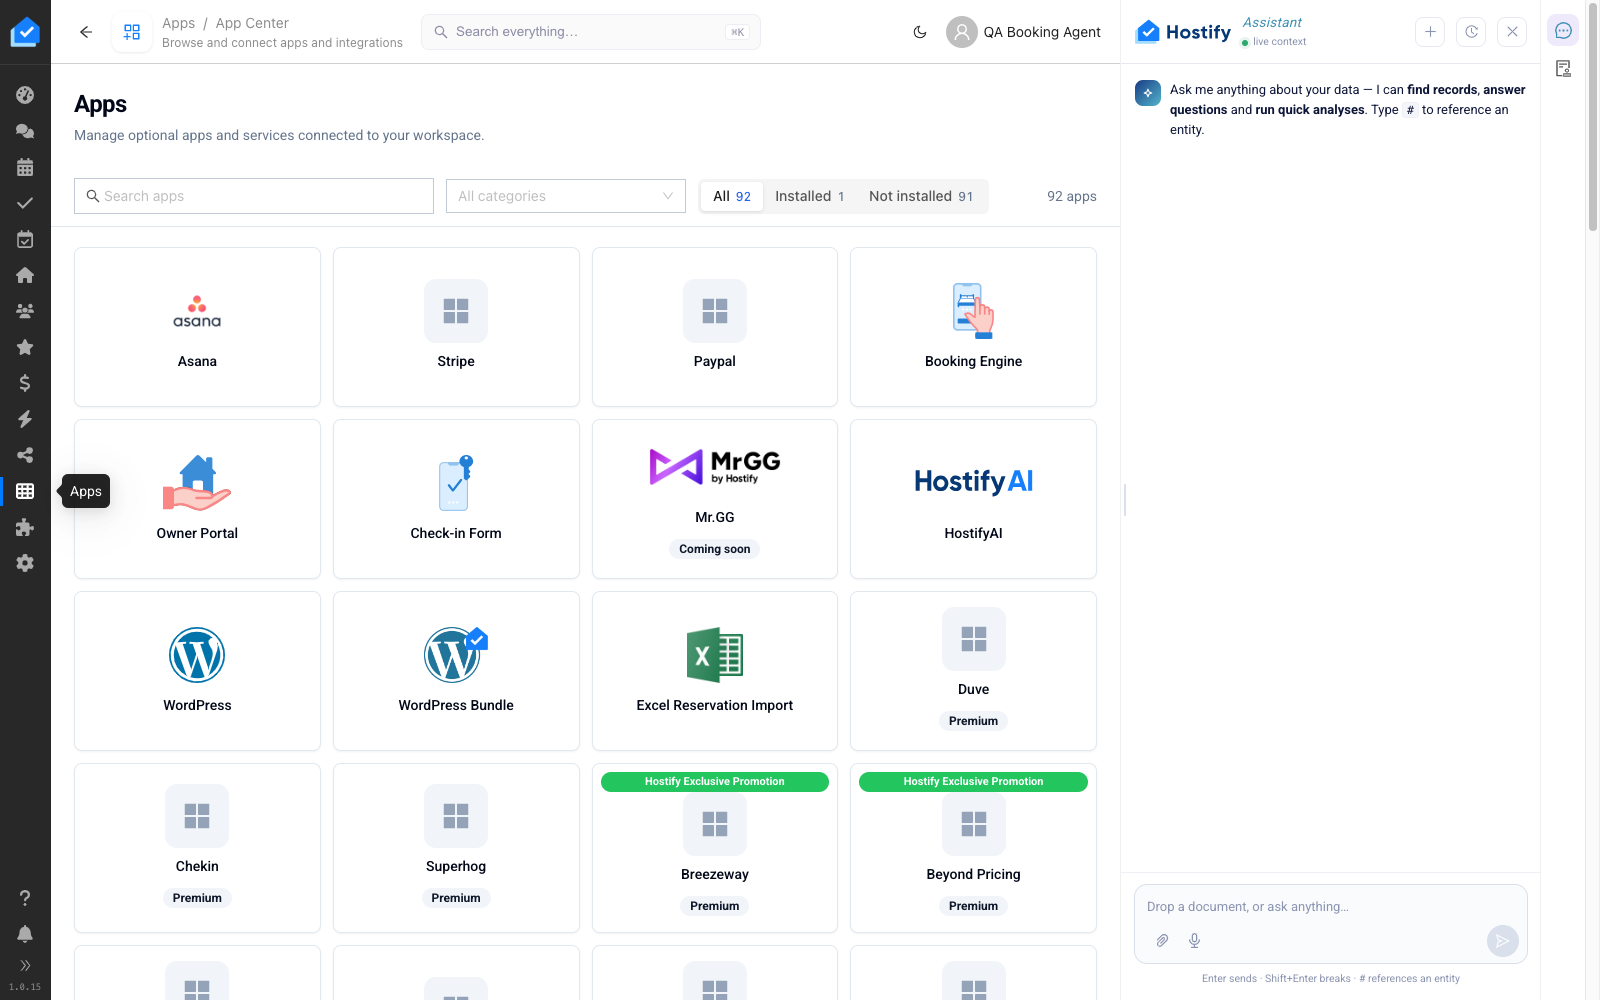 Apps / App Center
Browse and connect apps and integrations
Search everything...
⌘K
QA Booking Agent
Hostify
Assistant
live context
Apps
Manage optional apps and services connected to your workspace.
Search apps
All categories
All 92
Installed 1
Not installed 91
92 apps
asana
Asana
Stripe
Paypal
Booking Engine
Owner Portal
Check-in Form
MrGG
by Hostify
Mr.GG
Coming soon
Hostify AI
HostifyAI
WordPress
WordPress Bundle
Excel Reservation Import
Duve
Premium
Chekin
Premium
Superhog
Premium
Hostify Exclusive Promotion
Breezeway
Premium
Hostify Exclusive Promotion
Beyond Pricing
Premium
Apps
1.0.15
Ask me anything about your data — I can find records, answer
questions and run quick analyses. Type # to reference an
entity.
Drop a document, or ask anything...
Enter sends · Shift+Enter breaks · # references an entity